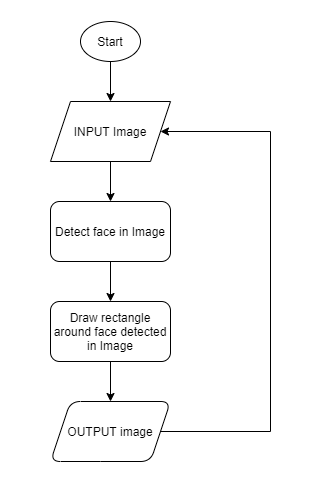 Start
INPUT Image
Detect face in Image
Draw rectangle
around face detected
in Image
OUTPUT image